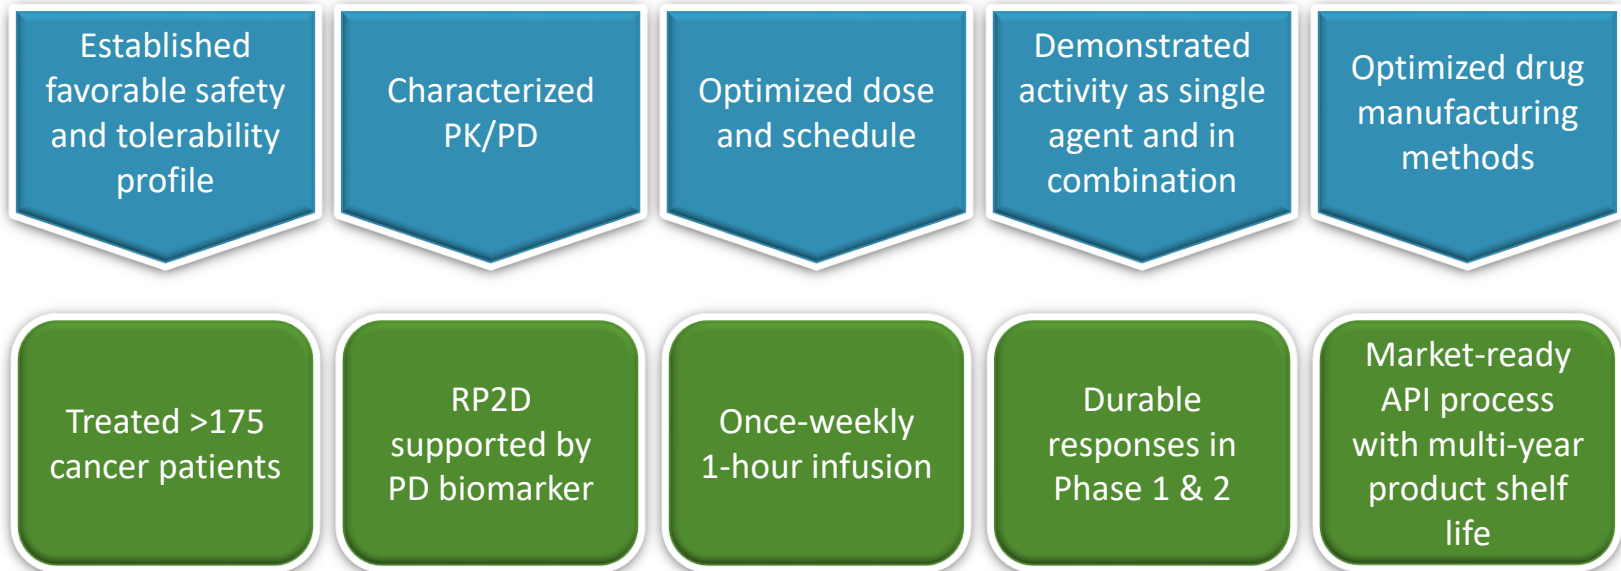 Established
favorable safety
and tolerability
profile
Characterized
PK/PD
Optimized dose
and schedule
Demonstrated
activity as single
agent and in
combination
Optimized drug
manufacturing
methods
Treated >175
cancer patients
RP2D
supported by
PD biomarker
Once-weekly
1-hour infusion
Durable
responses in
Phase 1 & 2
Market-ready
API process
with multi-year
product shelf
life